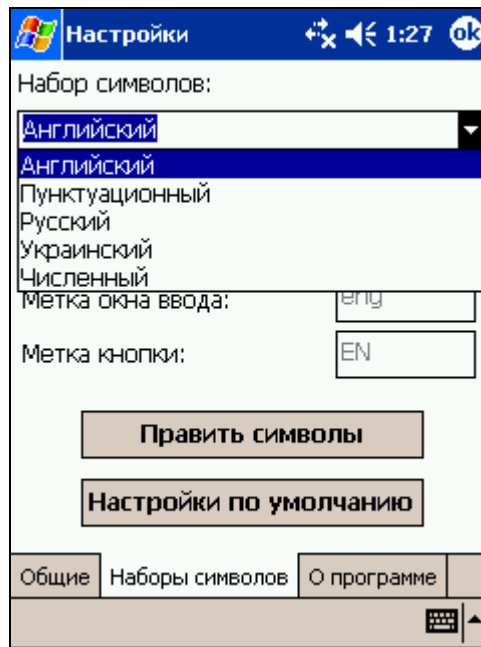 Настройки 1:27 ok
Набор символов:
Английский
Английский
Пунктуационный
Русский
Украинский
Численный
Метка окна ввода: eng
Метка кнопки: EN
Править символы
Настройки по умолчанию
Общие Наборы символов О программе